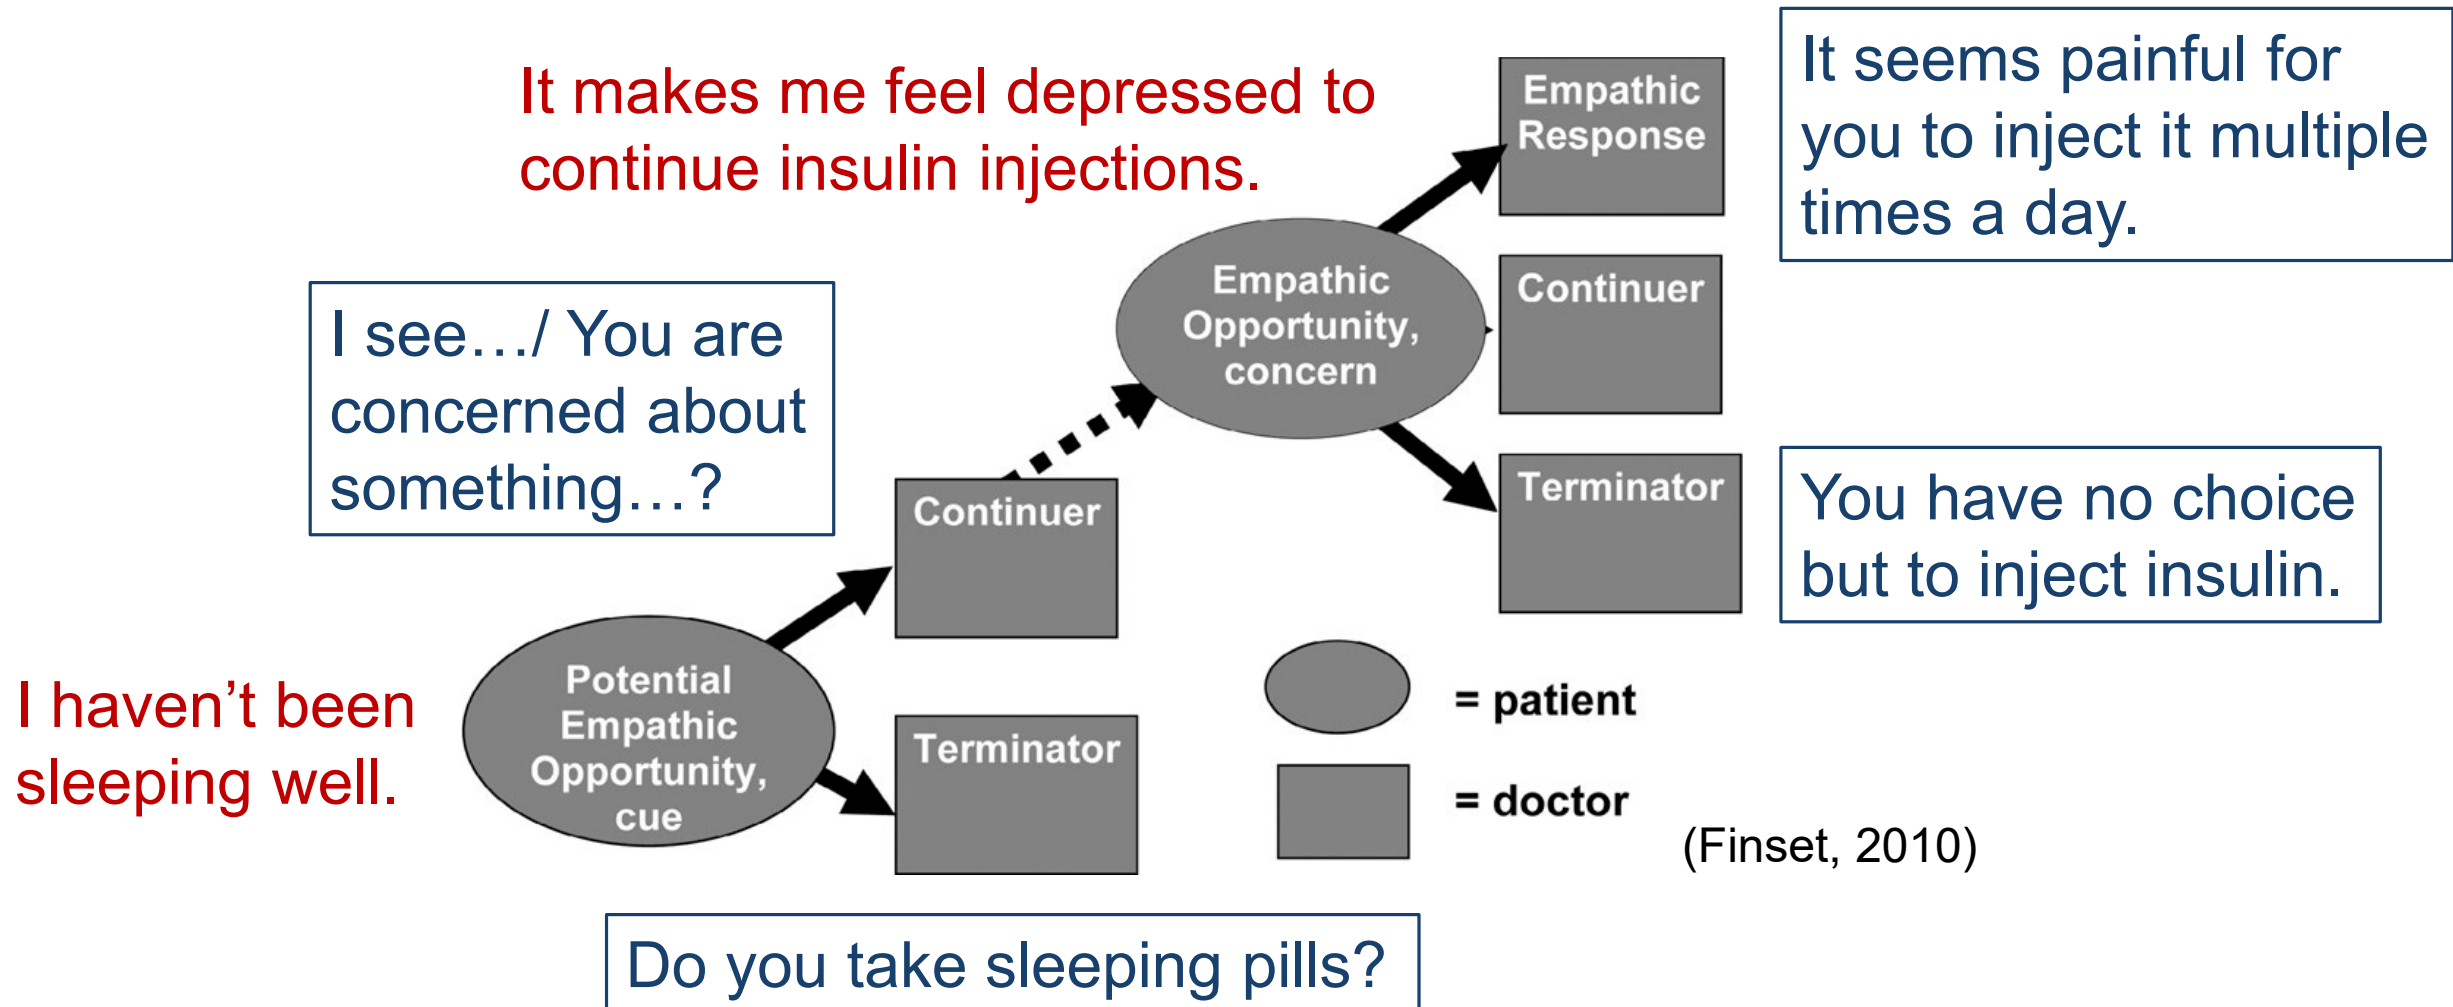 It makes me feel depressed to
continue insulin injections.
Empathic
Response
It seems painful for
you to inject it multiple
times a day.
I see…/ You are
concerned about
something…?
Empathic
Opportunity,
concern
Continuer
Continuer
Terminator
You have no choice
but to inject insulin.
I haven’t been
sleeping well.
Potential
Empathic
Opportunity,
cue
Terminator
= patient
= doctor
(Finset, 2010)
Do you take sleeping pills?